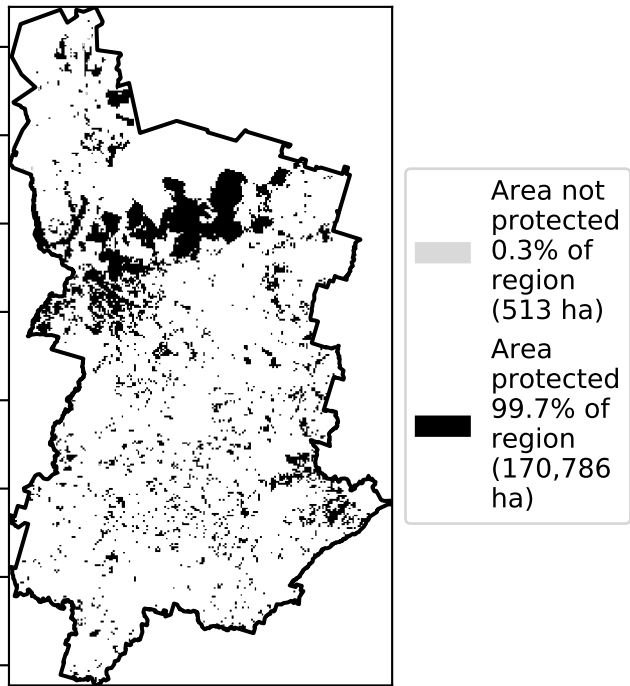 Area not
protected
0.3% of
region
(513 ha)
Area
protected
99.7% of
region
(170,786
ha)